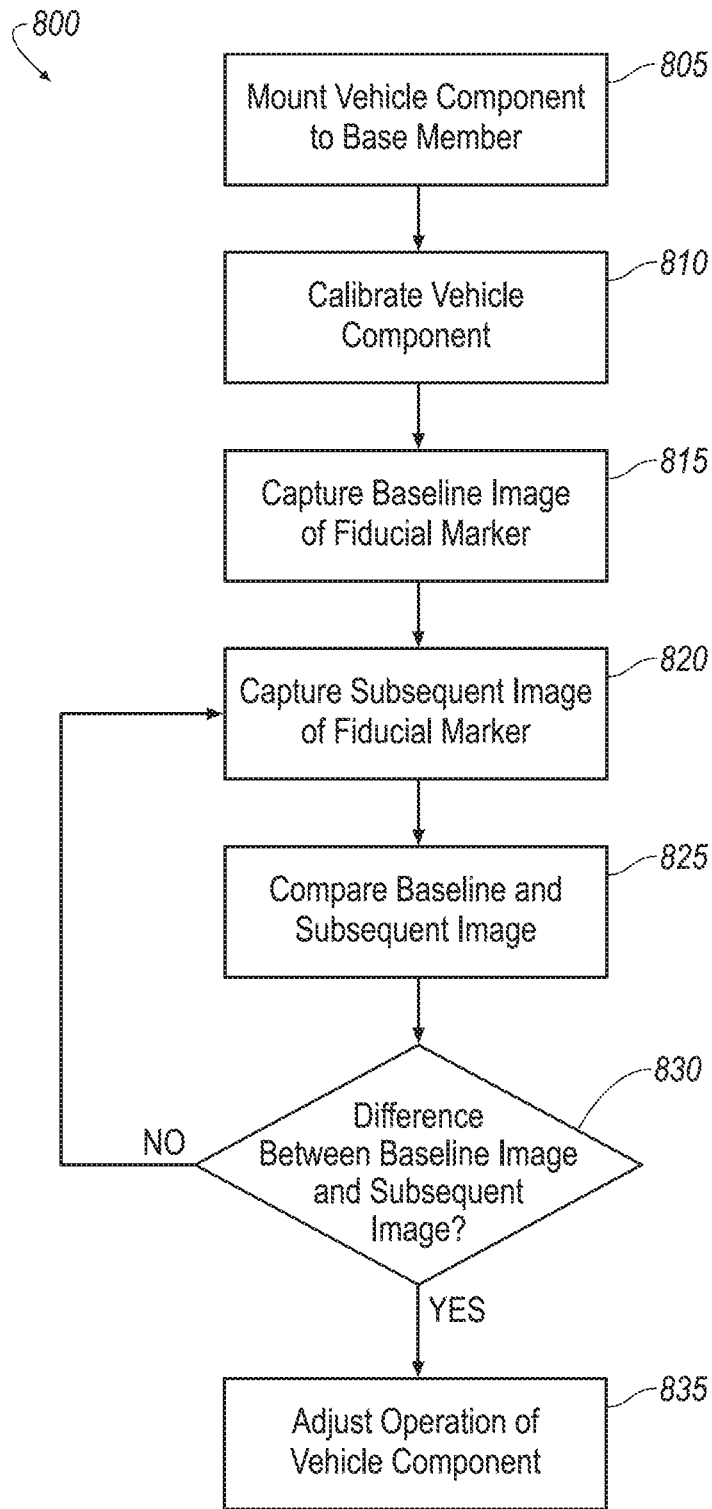 800
805
Mount Vehicle Component
to Base Member
810
Calibrate Vehicle
Component
815
Capture Baseline Image
of Fiducial Marker
820
Capture Subsequent Image
of Fiducial Marker
825
Compare Baseline and
Subsequent Image
830
Difference
Between Baseline Image
and Subsequent
Image?
NO
YES
835
Adjust Operation of
Vehicle Component